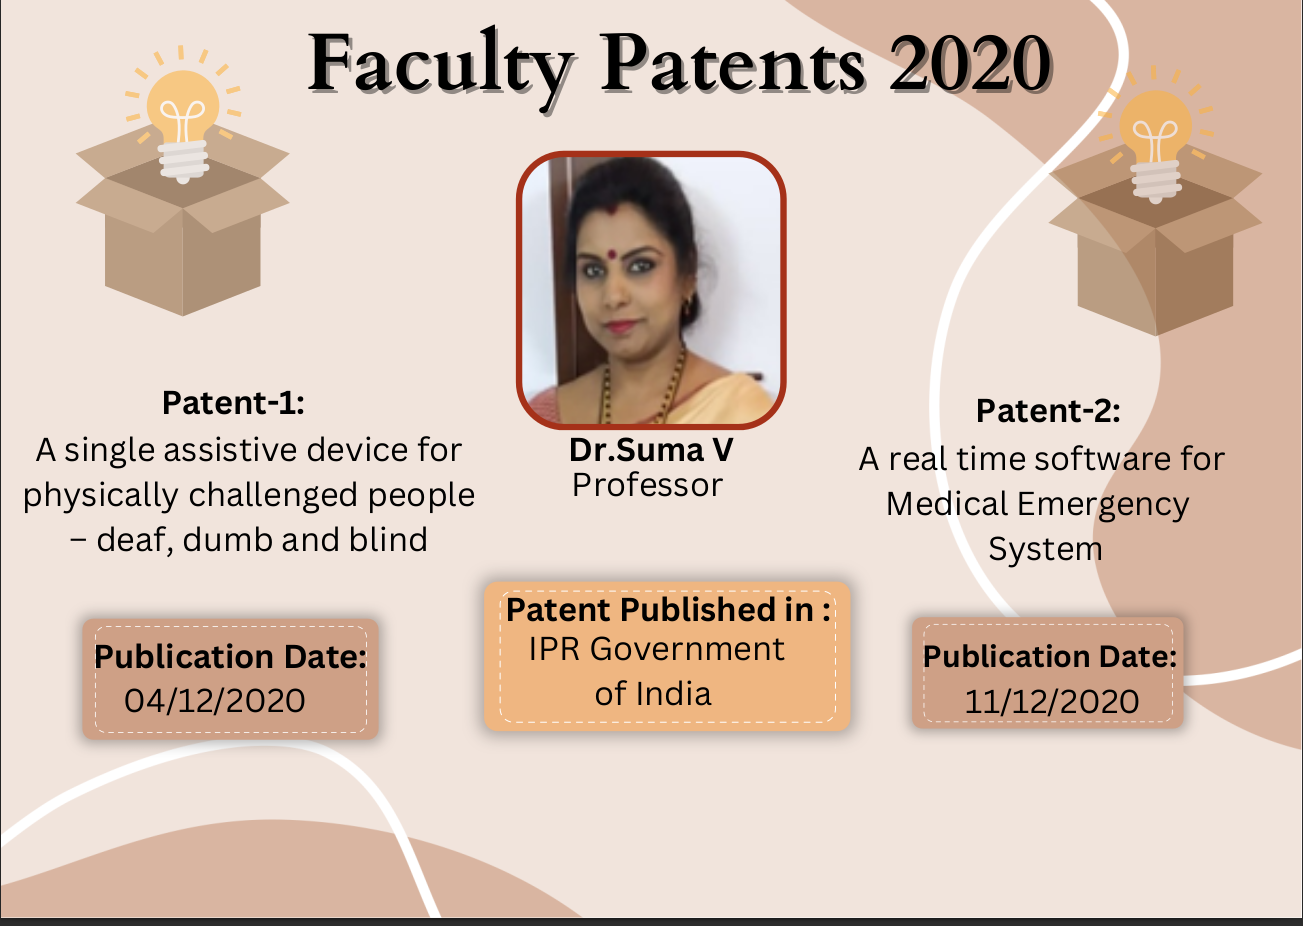 Faculty Patents 2020
Patent-1:
A single assistive device for
physically challenged people
– deaf, dumb and blind
Publication Date:
04/12/2020
Dr.Suma V
Professor
Patent Published in :
IPR Government
of India
Patent-2:
A real time software for
Medical Emergency
System
Publication Date:
11/12/2020